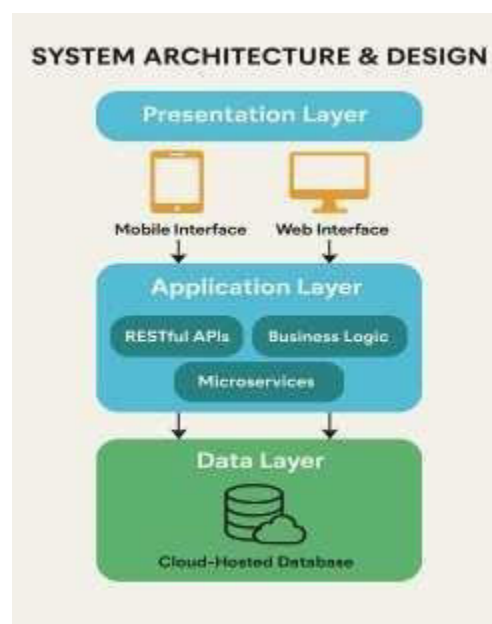 SYSTEM ARCHITECTURE & DESIGN
Presentation Layer
Mobile Interface Web Interface
Application Layer
RESTful APIs Business Logic
Microservices
Data Layer
Cloud-Hosted Database